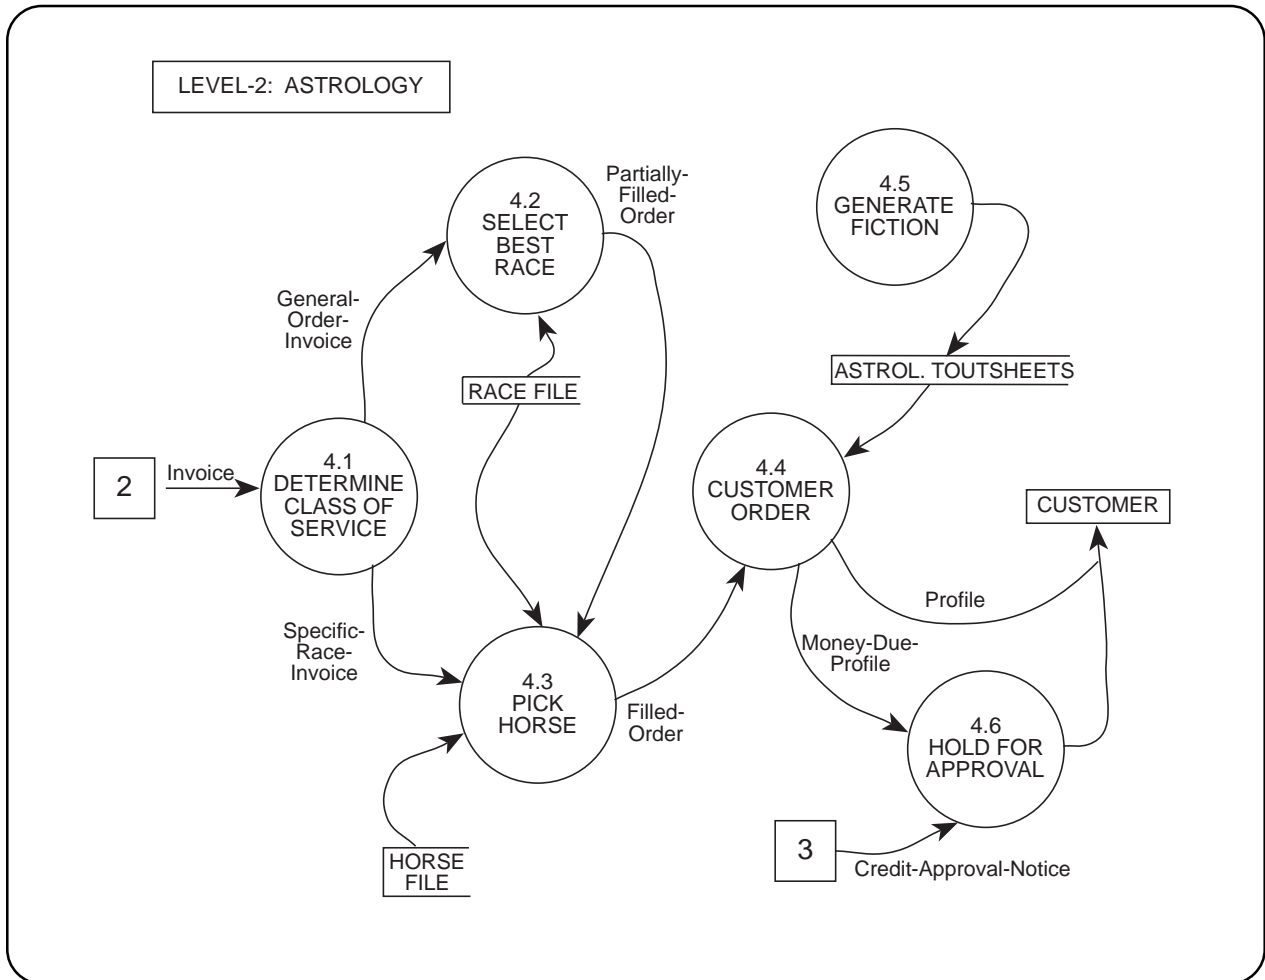 LEVEL-2: ASTROLOGY
4.2
SELECT
BEST
RACE
Partially-
Filled-
Order
4.5
GENERATE
FICTION
General-
Order-
Invoice
RACE FILE
ASTROL. TOUTSHEETS
2
Invoice
4.1
DETERMINE
CLASS OF
SERVICE
4.4
CUSTOMER
ORDER
CUSTOMER
Profile
Specific-
Race-
Invoice
Money-Due-
Profile
4.3
PICK
HORSE
Filled-
Order
4.6
HOLD FOR
APPROVAL
HORSE
FILE
3
Credit-Approval-Notice